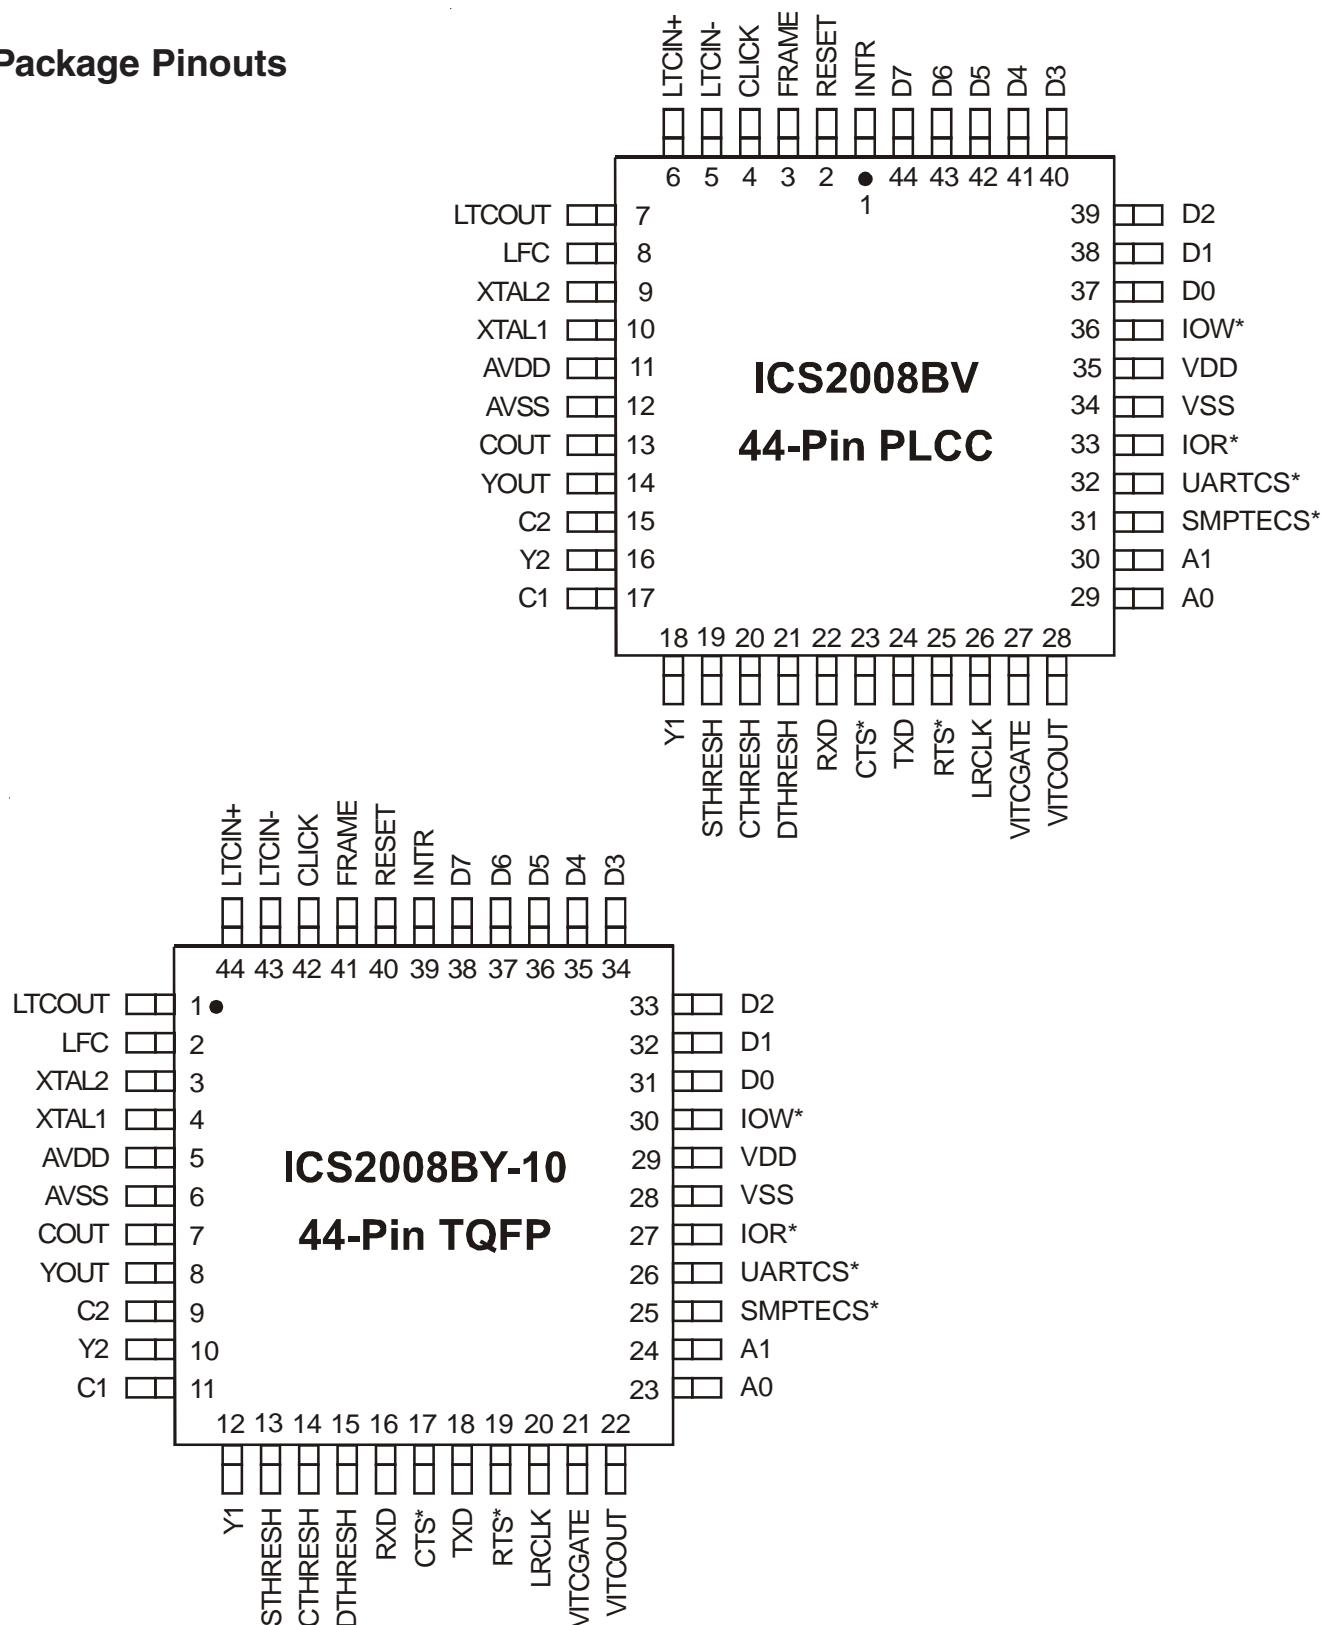 Package Pinouts
LTCIN+ LTCIN- CLICK FRAME RESET INTR D7 D6 D5 D4 D3
6 5 4 3 2 1 44 43 42 41 40
LTCOUT 7 39 D2
LFC 8 38 D1
XTAL2 9 37 D0
XTAL1 10 36 IOW*
AVDD 11 35 VDD
AVSS 12 34 VSS
COUT 13 33 IOR*
YOUT 14 32 UARTCS*
C2 15 31 SMPTECS*
Y2 16 30 A1
C1 17 29 A0
ICS2008BV
44-Pin PLCC
18 19 20 21 22 23 24 25 26 27 28
Y1 STHRESH CTHRESH DTHRESH RXD CTS* TXD RTS* LRCLK VITCGATE VITCOUT
LTCIN+ LTCIN- CLICK FRAME RESET INTR D7 D6 D5 D4 D3
44 43 42 41 40 39 38 37 36 35 34
LTCOUT 1 33 D2
LFC 2 32 D1
XTAL2 3 31 D0
XTAL1 4 30 IOW*
AVDD 5 29 VDD
AVSS 6 28 VSS
COUT 7 27 IOR*
YOUT 8 26 UARTCS*
C2 9 25 SMPTECS*
Y2 10 24 A1
C1 11 23 A0
ICS2008BY-10
44-Pin TQFP
12 13 14 15 16 17 18 19 20 21 22
Y1 STHRESH CTHRESH DTHRESH RXD CTS* TXD RTS* LRCLK VITCGATE VITCOUT